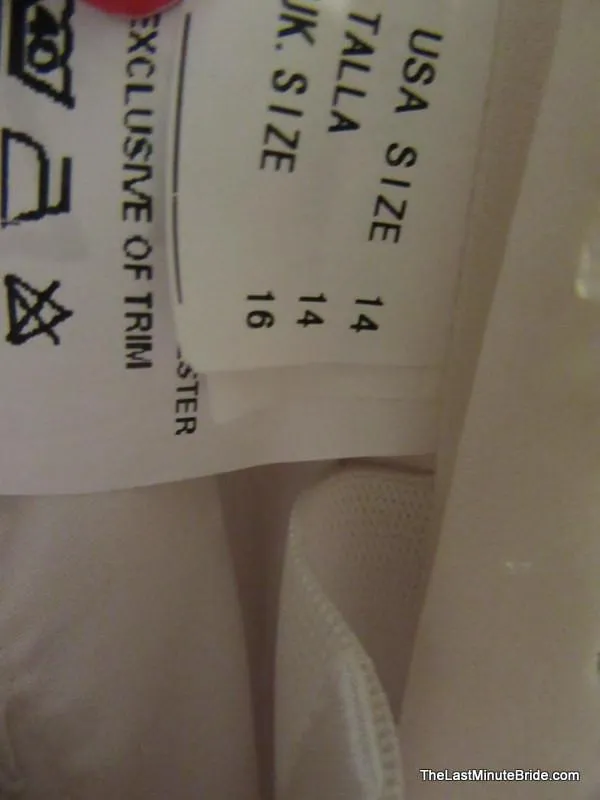 USA SIZE 14
TALLA 14
UK. SIZE 16
EXCLUSIVE OF TRIM
40
TheLastMinuteBride.com